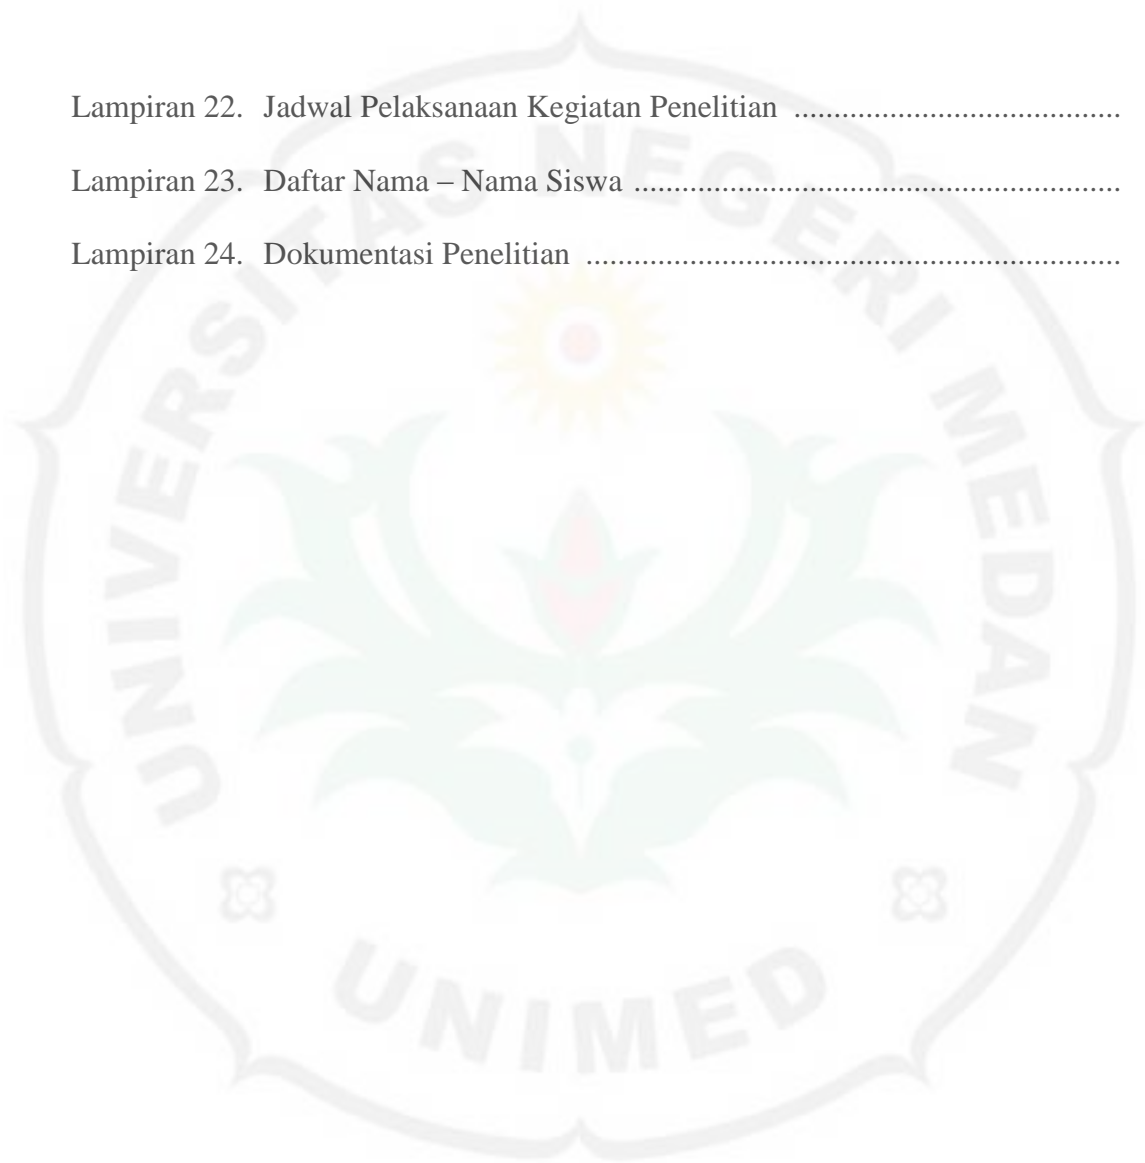 Lampiran 22. Jadwal Pelaksanaan Kegiatan Penelitian .........................................
Lampiran 23. Daftar Nama – Nama Siswa .............................................................
Lampiran 24. Dokumentasi Penelitian ...................................................................
UNIVERSITAS NEGERI MEDAN
UNIMED